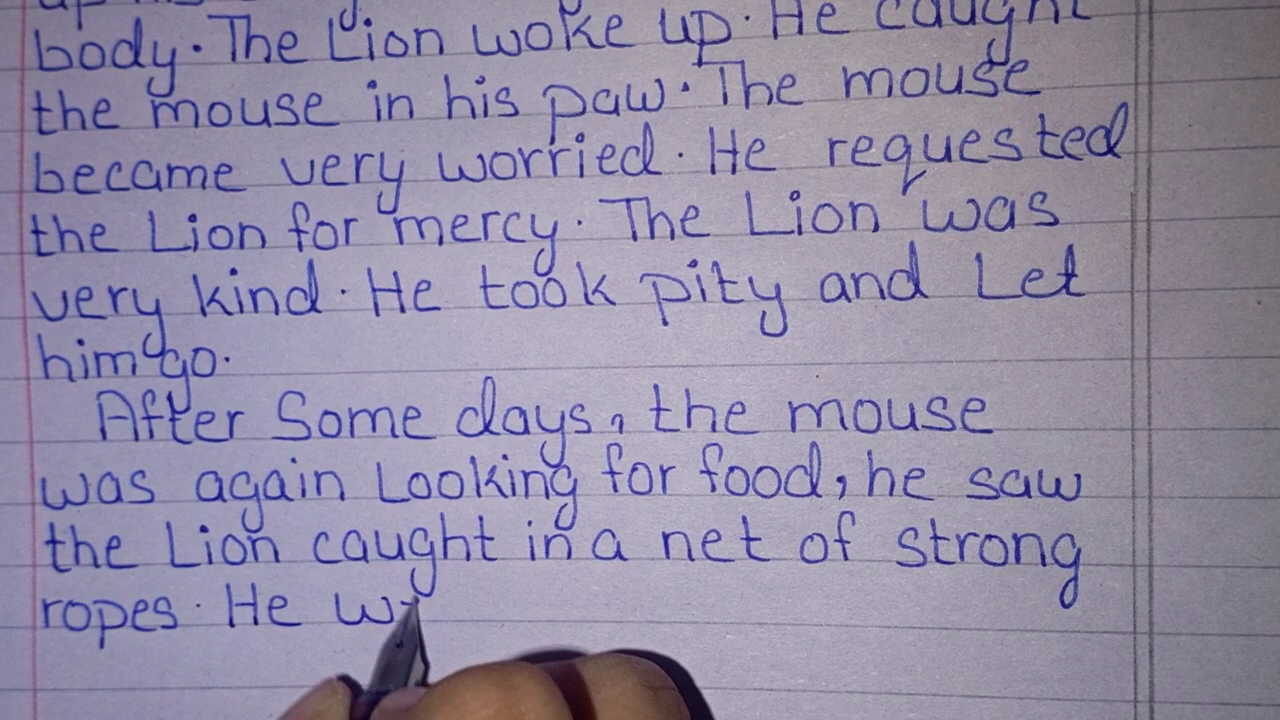 body. The Lion woke up. He caught
the mouse in his paw. The mouse
became very worried. He requested
the Lion for mercy. The Lion was
very kind. He took pity and Let
him go.
After Some days, the mouse
was again Looking for food, he saw
the Lion caught in a net of strong
ropes. He